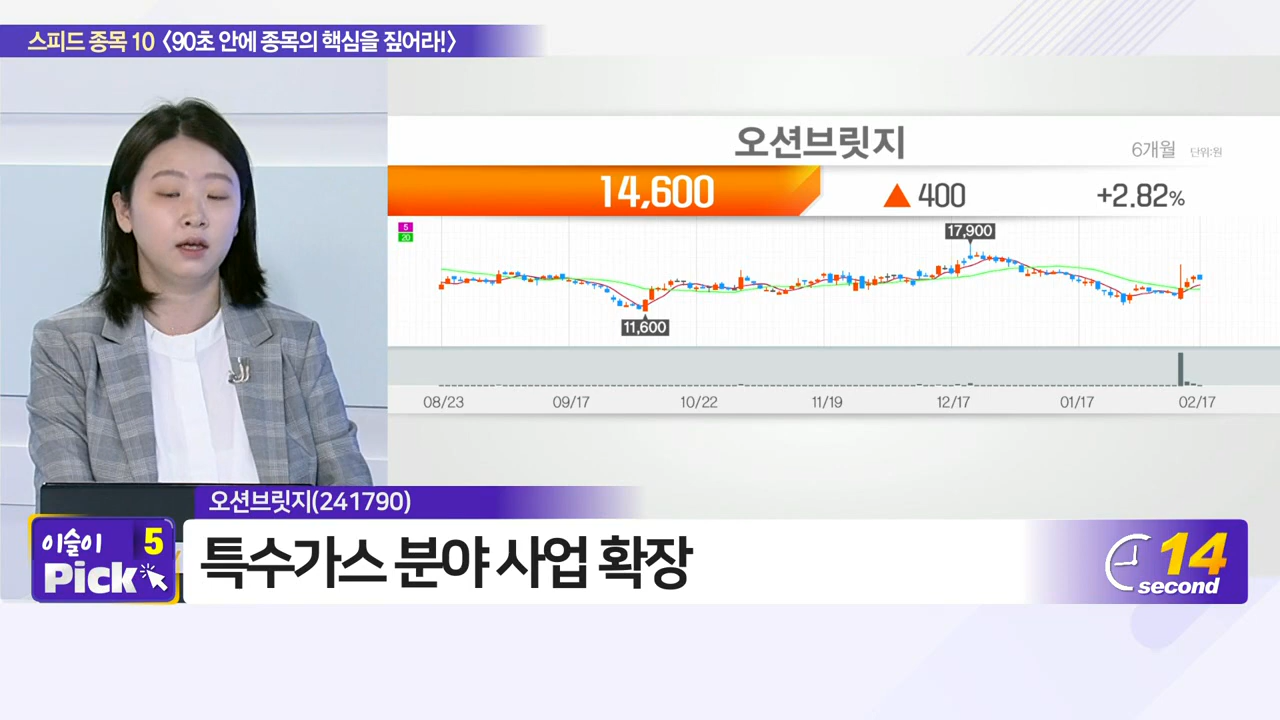 스피드 종목 10 <90초 안에 종목의 핵심을 짚어라!>
오션브릿지
6개월 단위:원
14,600 ▲ 400 +2.82%
5
20
17,900
11,600
08/23 09/17 10/22 11/19 12/17 01/17 02/17
오션브릿지(241790)
이슬이 5
Pick
특수가스 분야 사업 확장
14
second